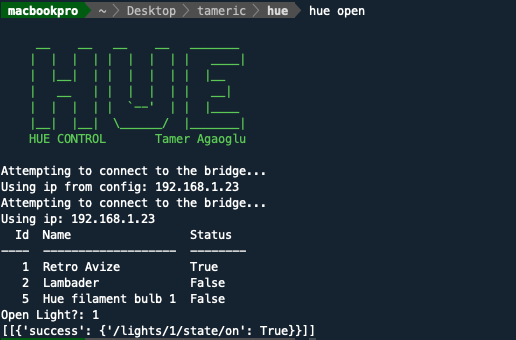 macbookpro ~ Desktop tameric hue hue open
HUE
HUE CONTROL Tamer Agaoglu
Attempting to connect to the bridge...
Using ip from config: 192.168.1.23
Attempting to connect to the bridge...
Using ip: 192.168.1.23
Id Name Status
---- ------------------- --------
1 Retro Avize True
2 Lambader False
5 Hue filament bulb 1 False
Open Light?: 1
[[{'success': {'/lights/1/state/on': True}}]]